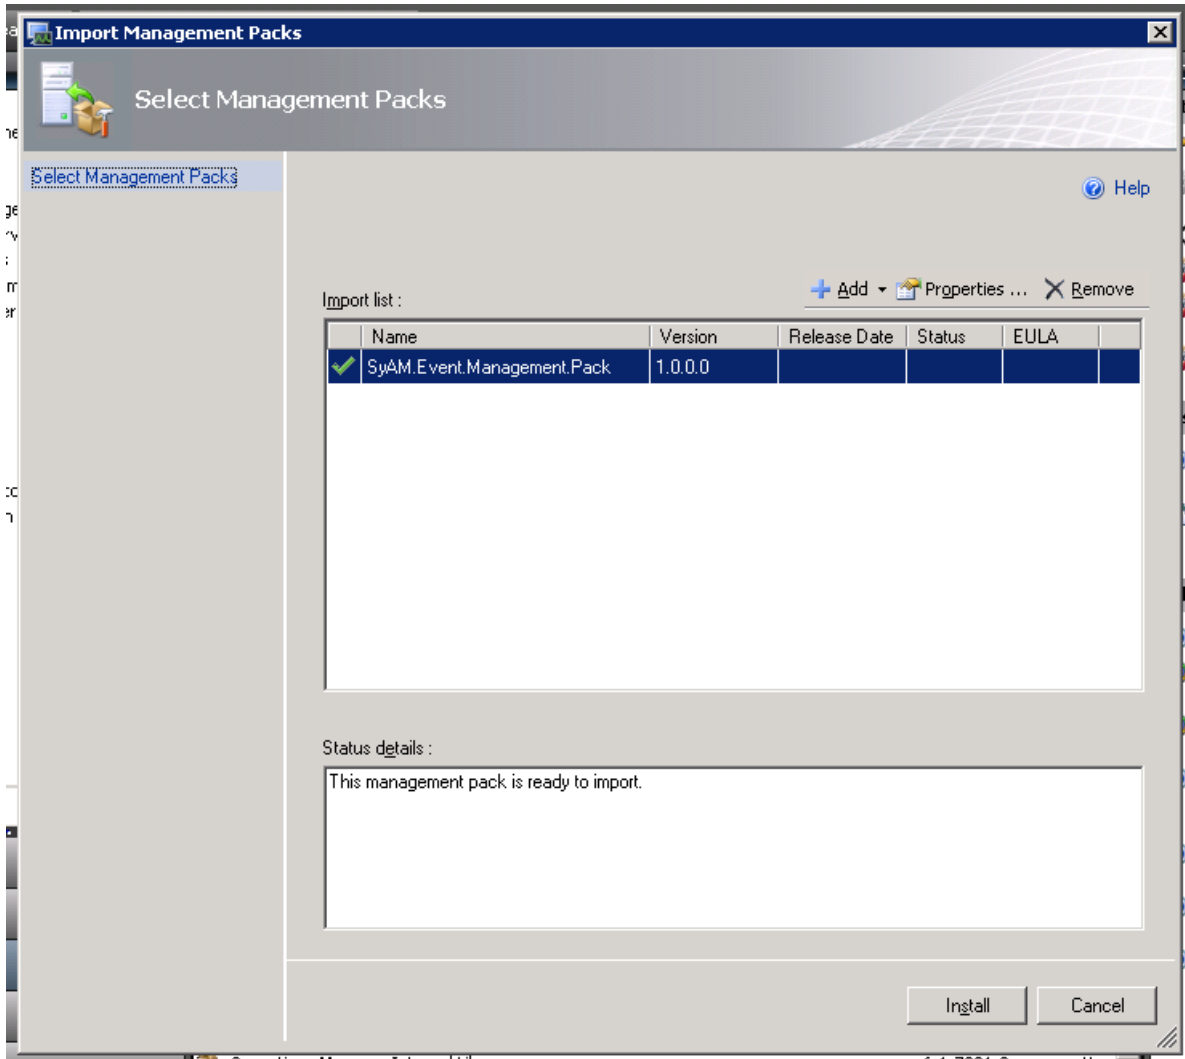 Import Management Packs
Select Management Packs
Select Management Packs
Help
Import list :
Add Properties ... Remove
Name Version Release Date Status EULA
SyAM.Event.Management.Pack 1.0.0.0
Status details :
This management pack is ready to import.
Install Cancel